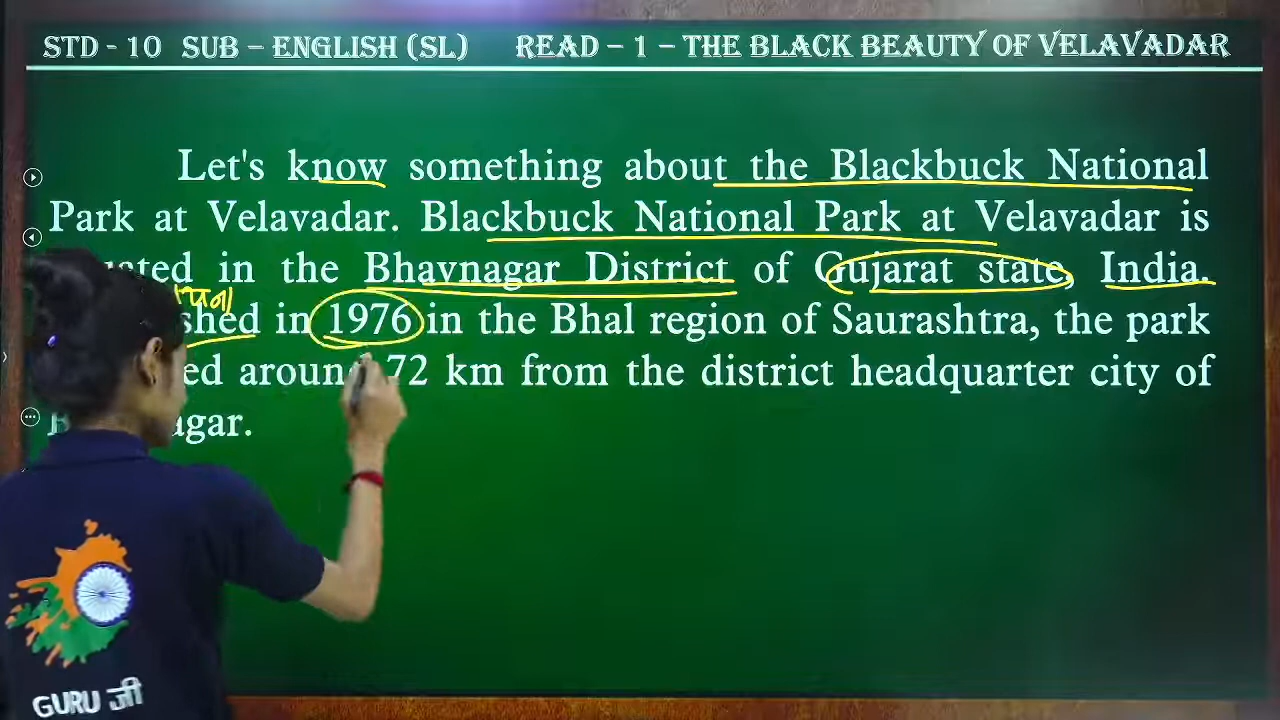 STD - 10 SUB – ENGLISH (SL) READ – 1 – THE BLACK BEAUTY OF VELAVADAR
Let's know something about the Blackbuck National
Park at Velavadar. Blackbuck National Park at Velavadar is
in the Bhavnagar District of Gujarat state, India.
in 1976 in the Bhal region of Saurashtra, the park
around 72 km from the district headquarter city of
GURU जी